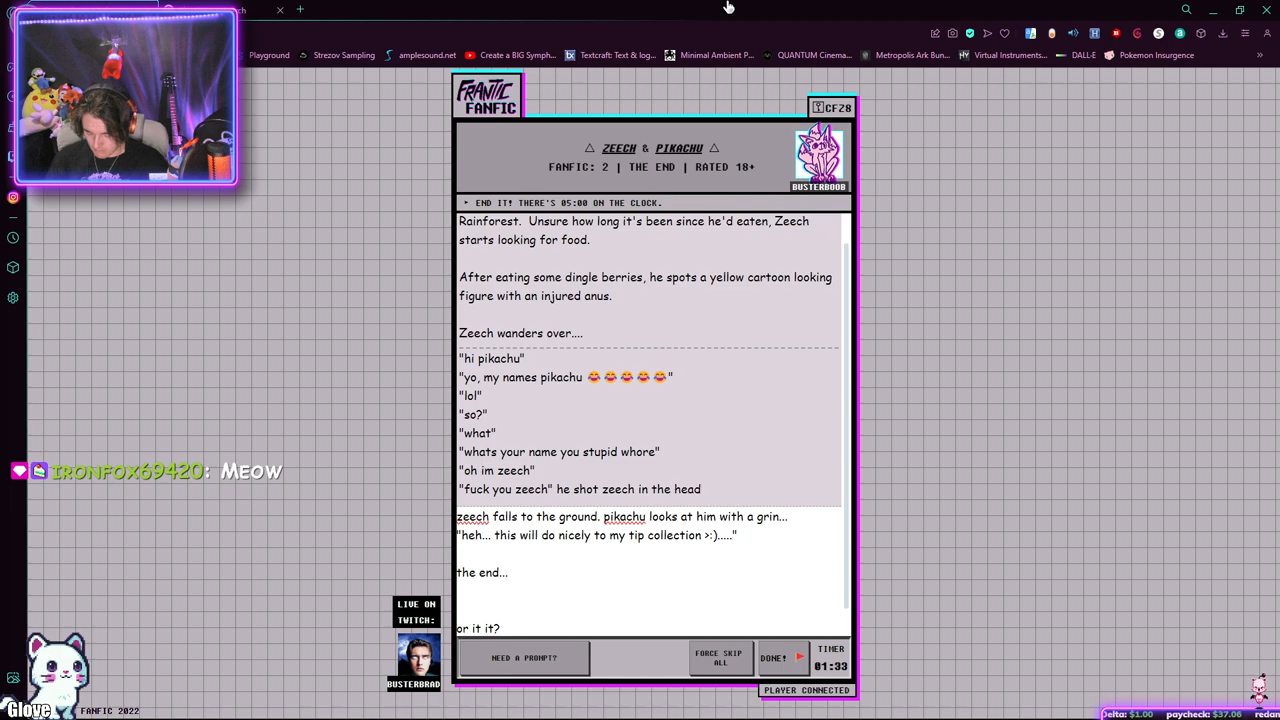 ch
Playground
Strezov Sampling
amplesound.net
Create a BIG Symph...
Textcraft: Text & log...
Minimal Ambient P...
QUANTUM Cinema...
Metropolis Ark Bun...
Virtual Instruments...
DALL-E
Pokemon Insurgence
FRANTIC
FANFIC
CFZ8
△ ZEECH & PIKACHU △
FANFIC: 2 | THE END | RATED 18+
BUSTERBOOB
▸ END IT! THERE'S 05:00 ON THE CLOCK.
Rainforest.  Unsure how long it's been since he'd eaten, Zeech
starts looking for food.
After eating some dingle berries, he spots a yellow cartoon looking
figure with an injured anus.
Zeech wanders over....
"hi pikachu"
"yo, my names pikachu 😂😂😂😂😂"
"lol"
"so?"
"what"
"whats your name you stupid whore"
"oh im zeech"
"fuck you zeech" he shot zeech in the head
zeech falls to the ground. pikachu looks at him with a grin...
"heh... this will do nicely to my tip collection >:)....."
the end...
or it it?
IRONFOX69420: MEOW
LIVE ON
TWITCH:
BUSTERBRAD
NEED A PROMPT?
FORCE SKIP
ALL
DONE!
TIMER
01:33
PLAYER CONNECTED
Glove
FANFIC 2022
Delta: $1.00
paycheck: $37.06
redan